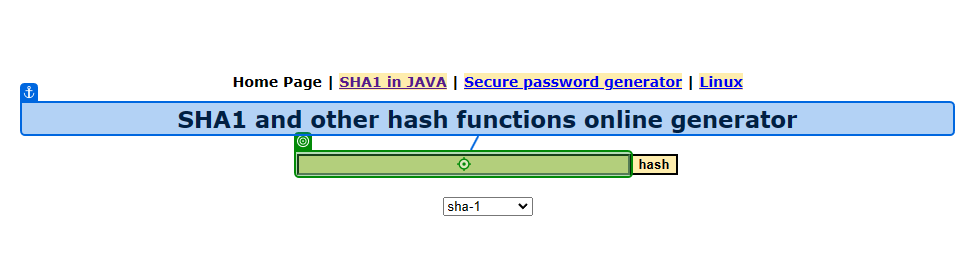 Home Page | SHA1 in JAVA | Secure password generator | Linux
SHA1 and other hash functions online generator
hash
sha-1